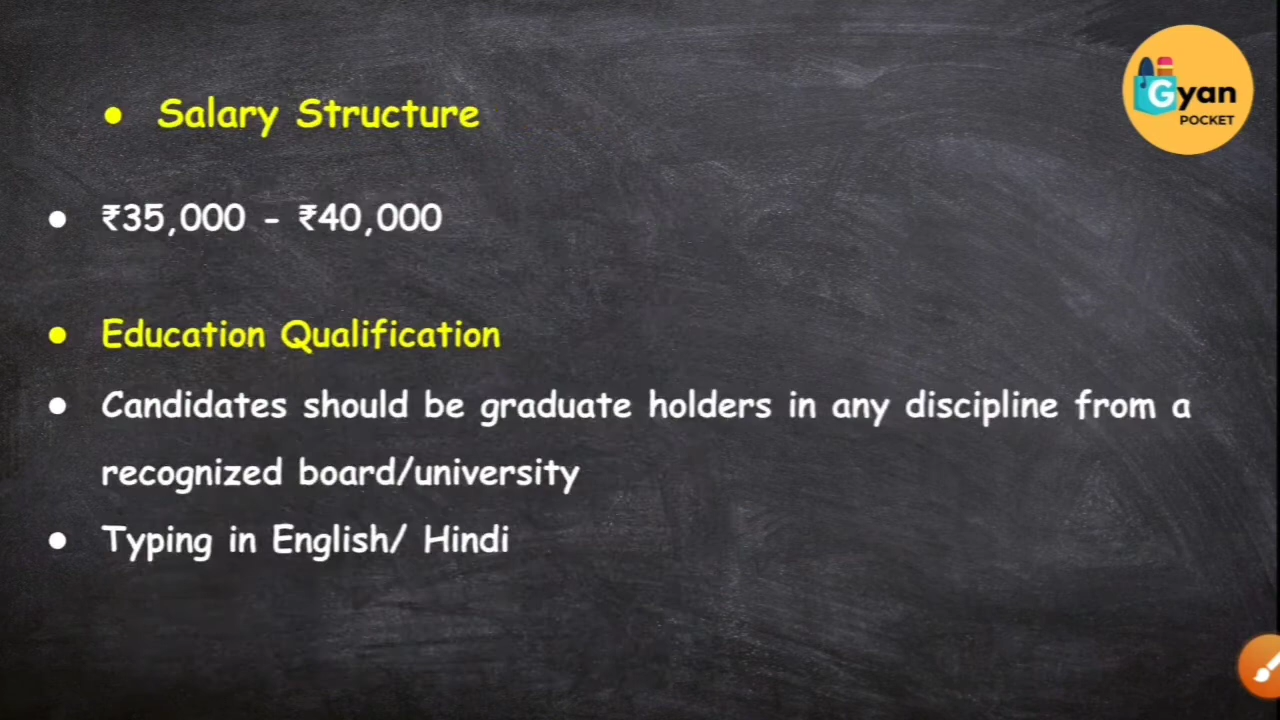 Gyan
POCKET
● Salary Structure
● ₹35,000 - ₹40,000
● Education Qualification
● Candidates should be graduate holders in any discipline from a
recognized board/university
● Typing in English/ Hindi